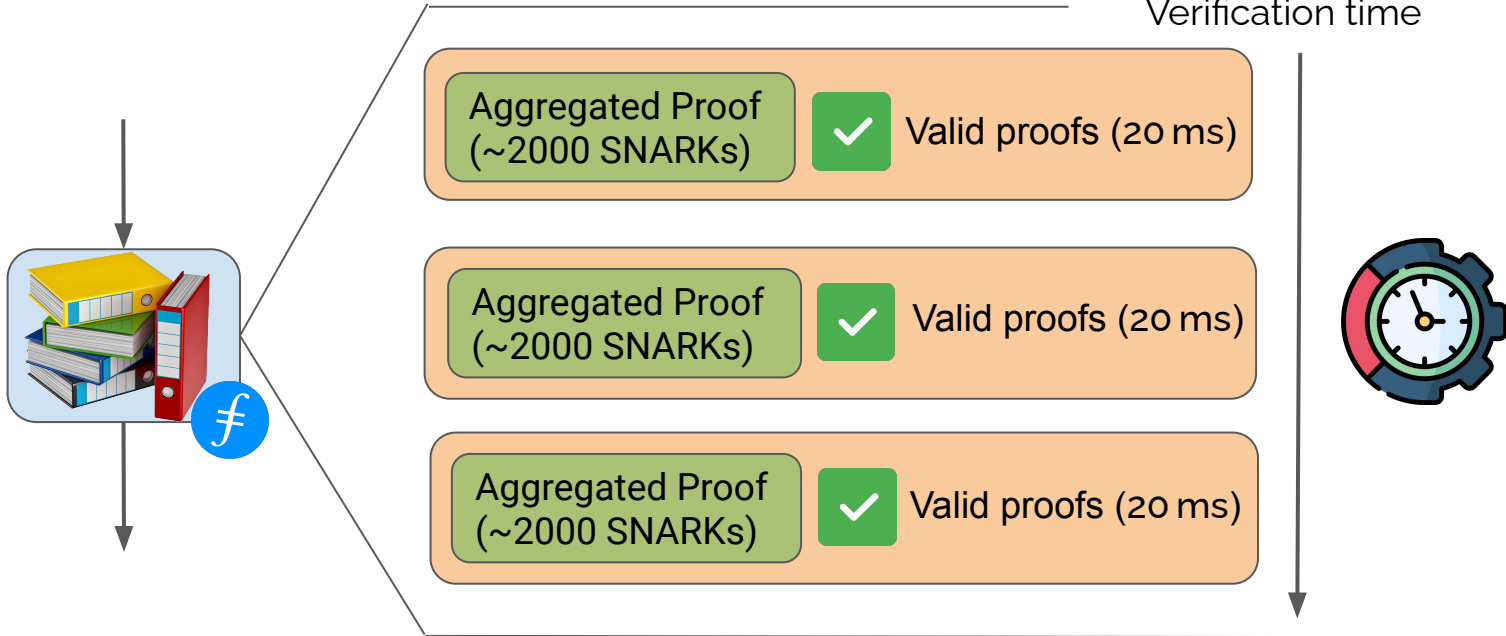 Verification time
Aggregated Proof
(~2000 SNARKs)
Valid proofs (20 ms)
Aggregated Proof
(~2000 SNARKs)
Valid proofs (20 ms)
Aggregated Proof
(~2000 SNARKs)
Valid proofs (20 ms)